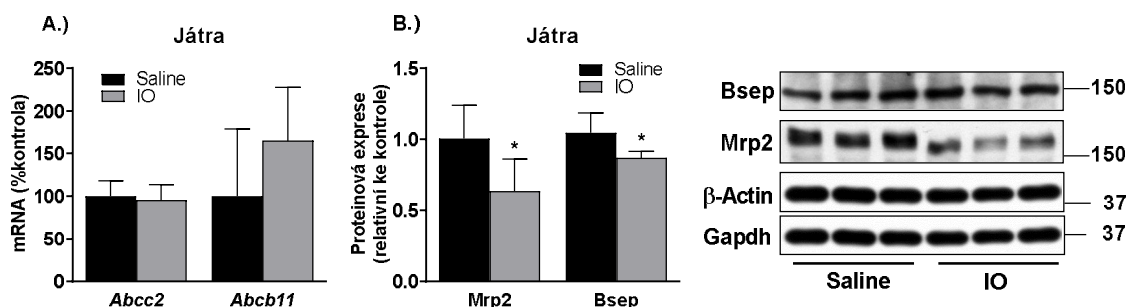 A.)
Játra
mRNA (%kontrola)
250
200
150
100
50
0
Saline
IO
Abcc2
Abcb11
B.)
Játra
Proteinová exprese
(relativní ke kontrole)
1.5
1.0
0.5
0.0
Saline
IO
*
*
Mrp2
Bsep
Bsep
150
Mrp2
150
β-Actin
37
Gapdh
37
Saline
IO